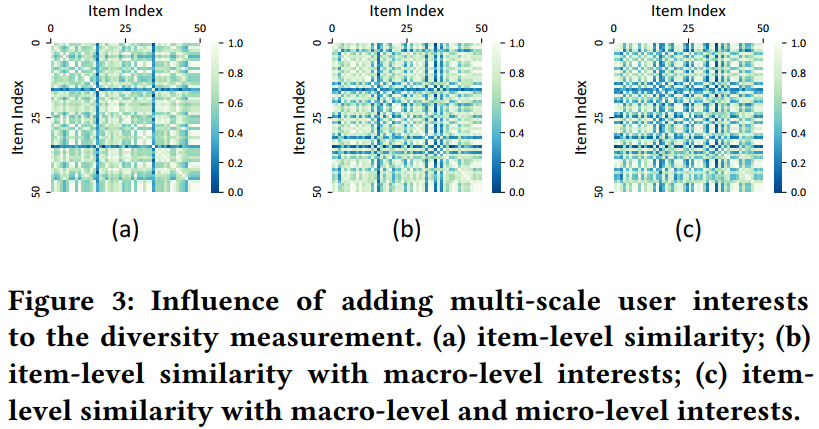 Item Index Item Index Item Index
0 25 50 0 25 50 0 25 50
0 1.0 0 1.0 0 1.0
0.8 0.8 0.8
Item Index 25 0.6 Item Index 25 0.6 Item Index 25 0.6
0.4 0.4 0.4
0.2 0.2 0.2
50 0.0 50 0.0 50 0.0
(a) (b) (c)
Figure 3: Influence of adding multi-scale user interests
to the diversity measurement. (a) item-level similarity; (b)
item-level similarity with macro-level interests; (c) item-
level similarity with macro-level and micro-level interests.